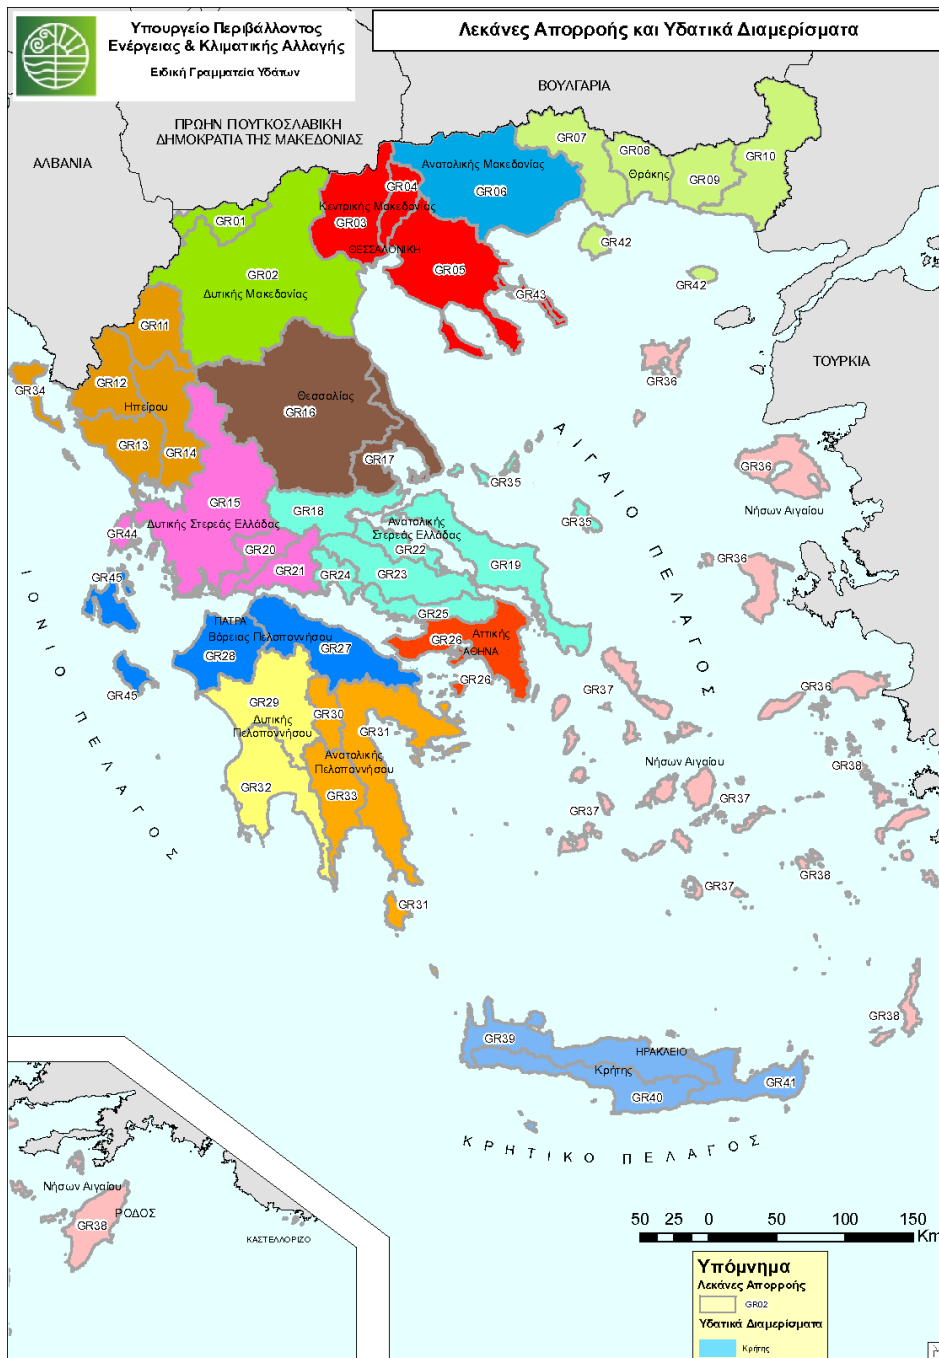 Υπουργείο Περιβάλλοντος
Ενέργειας & Κλιματικής Αλλαγής
Ειδική Γραμματεία Υδάτων
Λεκάνες Απορροής και Υδατικά Διαμερίσματα
ΒΟΥΛΓΑΡΙΑ
ΠΡΩΗΝ ΓΙΟΥΓΚΟΣΛΑΒΙΚΗ
ΔΗΜΟΚΡΑΤΙΑ ΤΗΣ ΜΑΚΕΔΟΝΙΑΣ
ΑΛΒΑΝΙΑ
GR07
GR08
GR10
Ανατολικής Μακεδονίας
Θράκης
GR09
GR04
GR06
Κεντρικής Μακεδονίας
GR01
GR03
GR42
ΘΕΣΣΑΛΟΝΙΚΗ
GR02
GR05
GR42
Δυτικής Μακεδονίας
GR43
GR11
ΤΟΥΡΚΙΑ
GR34
GR12
GR36
Θεσσαλίας
Ηπείρου
GR16
ΑΙΓΑΙΟ ΠΕΛΑΓΟΣ
GR13
GR14
GR17
GR36
GR35
GR15
GR18
Νήσων Αιγαίου
Δυτικής Στερεάς Ελλάδας
Ανατολικής
Στερεάς Ελλάδας
GR35
GR44
GR20
GR22
GR36
GR45
GR21
GR24
GR23
GR19
ΙΟΝΙΟ ΠΕΛΑΓΟΣ
GR25
ΠΑΤΡΑ
Βόρειας Πελοποννήσου
Αττικής
GR28
GR27
GR26
ΑΘΗΝΑ
GR45
GR26
GR37
GR36
GR29
GR30
Δυτικής
Πελοποννήσου
GR31
Ανατολικής
Πελοποννήσου
Νήσων Αιγαίου
GR38
GR32
GR33
GR37
GR37
GR38
GR37
GR31
GR38
GR39
ΗΡΑΚΛΕΙΟ
Κρήτης
GR41
GR40
ΚΡΗΤΙΚΟ ΠΕΛΑΓΟΣ
Νήσων Αιγαίου
ΡΟΔΟΣ
GR38
ΚΑΣΤΕΛΛΟΡΙΖΟ
50 25 0 50 100 150
Km
Υπόμνημα
Λεκάνες Απορροής
GR02
Υδατικά Διαμερίσματα
Κρήτης